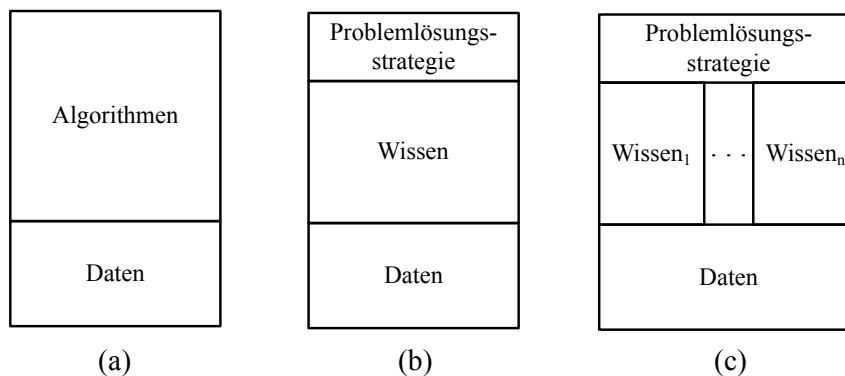 Algorithmen
Daten
(a)
Problemlösungs-
strategie
Wissen
Daten
(b)
Problemlösungs-
strategie
Wissen₁ . . . Wissenₙ
Daten
(c)